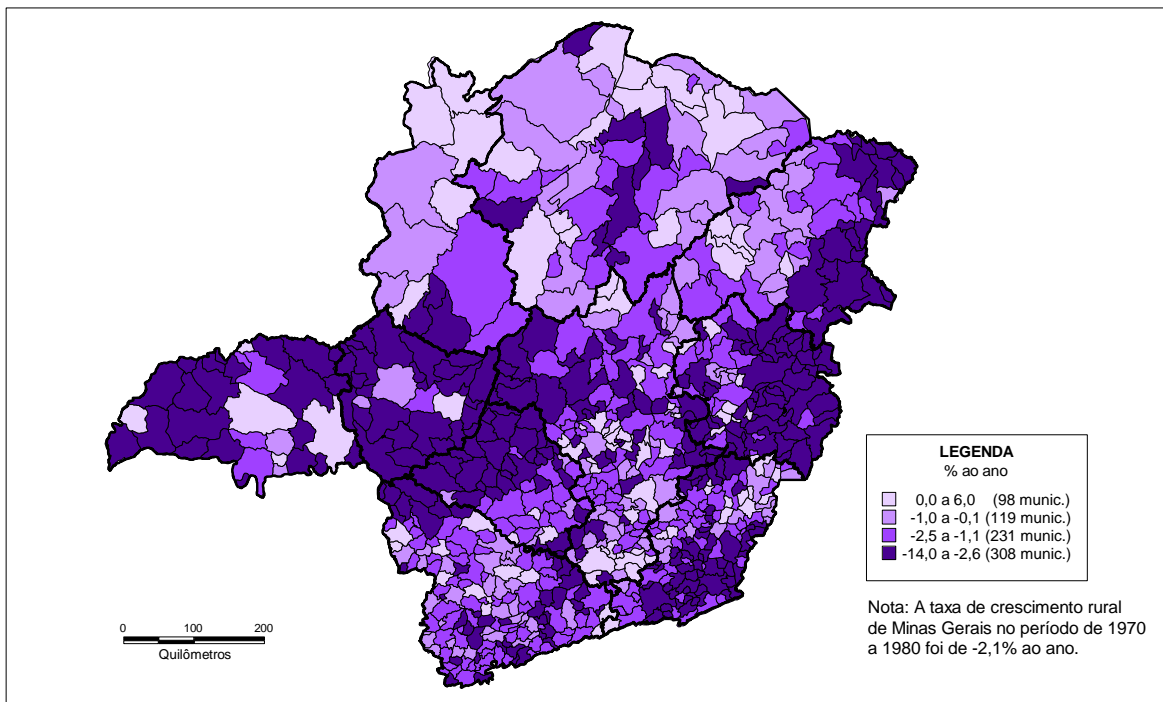 LEGENDA
% ao ano
0,0 a 6,0 (98 munic.)
-1,0 a -0,1 (119 munic.)
-2,5 a -1,1 (231 munic.)
-14,0 a -2,6 (308 munic.)
Nota: A taxa de crescimento rural
de Minas Gerais no período de 1970
a 1980 foi de -2,1% ao ano.
0 100 200
Quilômetros